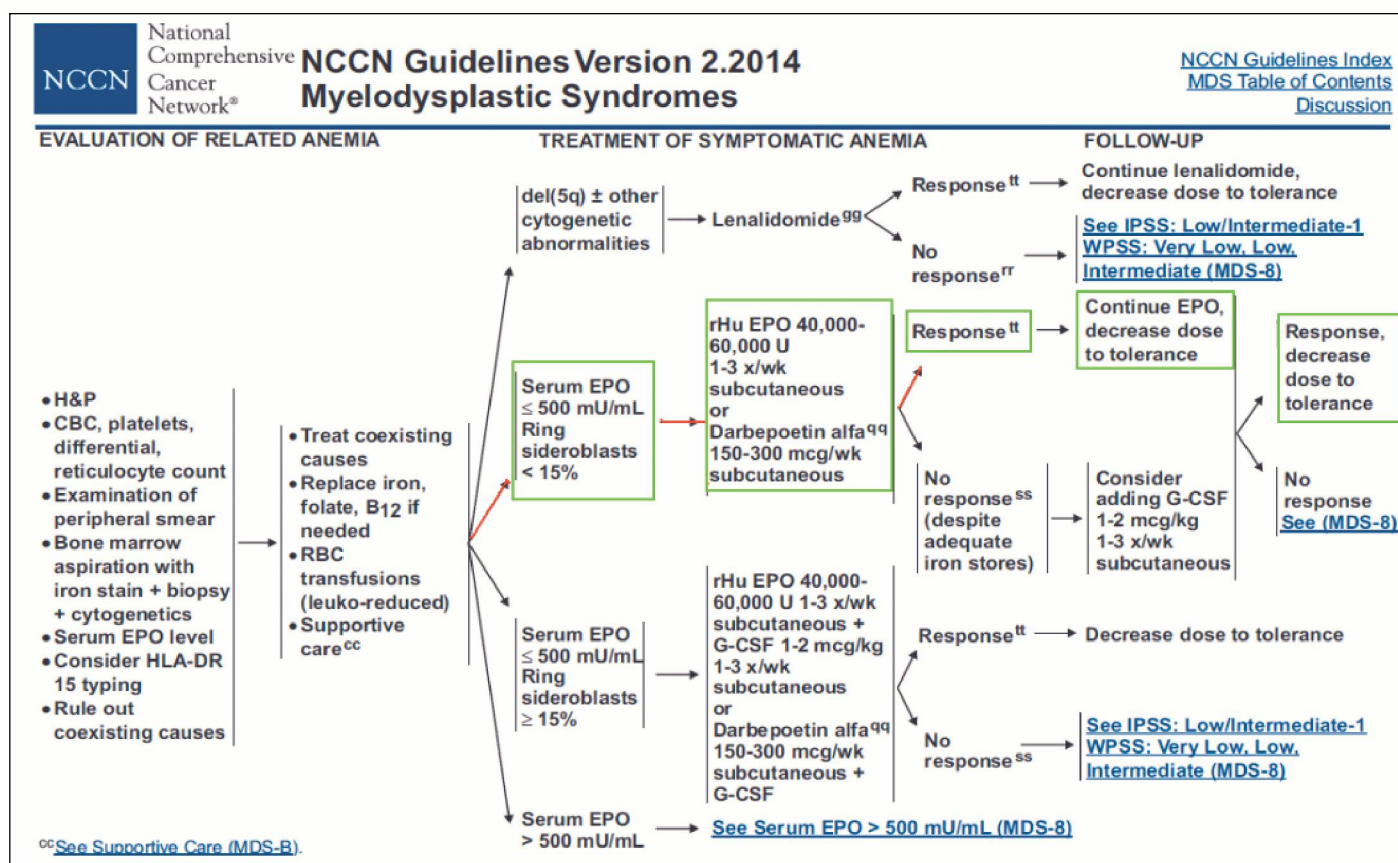 NCCN
National
Comprehensive
Cancer
Network®
NCCN Guidelines Version 2.2014
Myelodysplastic Syndromes
NCCN Guidelines Index
MDS Table of Contents
Discussion
EVALUATION OF RELATED ANEMIA
TREATMENT OF SYMPTOMATIC ANEMIA
FOLLOW-UP
•H&P
•CBC, platelets,
differential,
reticulocyte count
•Examination of
peripheral smear
•Bone marrow
aspiration with
iron stain + biopsy
+ cytogenetics
•Serum EPO level
•Consider HLA-DR
15 typing
•Rule out
coexisting causes
•Treat coexisting
causes
•Replace iron,
folate, B12 if
needed
•RBC
transfusions
(leuko-reduced)
•Supportive
care cc
del(5q) ± other
cytogenetic
abnormalities
Lenalidomide gg
Response tt
Continue lenalidomide,
decrease dose to tolerance
No
response rr
See IPSS: Low/Intermediate-1
WPSS: Very Low, Low,
Intermediate (MDS-8)
Serum EPO
≤ 500 mU/mL
Ring
sideroblasts
< 15%
rHu EPO 40,000-
60,000 U
1-3 x/wk
subcutaneous
or
Darbepoetin alfa qq
150-300 mcg/wk
subcutaneous
Response tt
Continue EPO,
decrease dose
to tolerance
No
response ss
(despite
adequate
iron stores)
Consider
adding G-CSF
1-2 mcg/kg
1-3 x/wk
subcutaneous
Response,
decrease
dose to
tolerance
No
response
See (MDS-8)
Serum EPO
≤ 500 mU/mL
Ring
sideroblasts
≥ 15%
rHu EPO 40,000-
60,000 U 1-3 x/wk
subcutaneous +
G-CSF 1-2 mcg/kg
1-3 x/wk
subcutaneous
or
Darbepoetin alfa qq
150-300 mcg/wk
subcutaneous +
G-CSF
Response tt
Decrease dose to tolerance
No
response ss
See IPSS: Low/Intermediate-1
WPSS: Very Low, Low,
Intermediate (MDS-8)
Serum EPO
> 500 mU/mL
See Serum EPO > 500 mU/mL (MDS-8)
cc See Supportive Care (MDS-B).